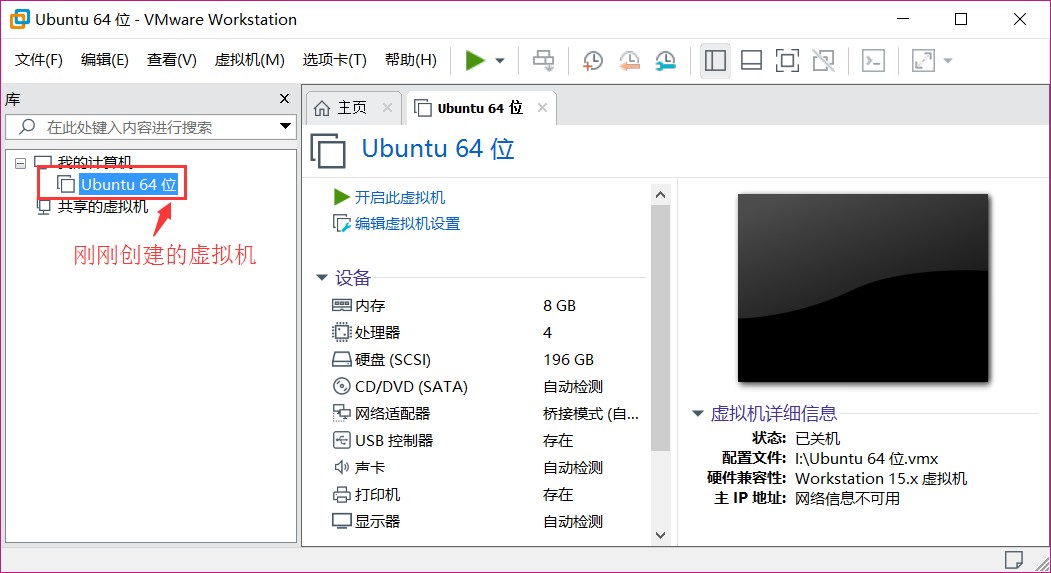 Ubuntu 64 位 - VMware Workstation
文件(F) 编辑(E) 查看(V) 虚拟机(M) 选项卡(T) 帮助(H)
库
在此处键入内容进行搜索
我的计算机
Ubuntu 64 位
共享的虚拟机
刚刚创建的虚拟机
主页 Ubuntu 64 位
Ubuntu 64 位
开启此虚拟机
编辑虚拟机设置
设备
内存 8 GB
处理器 4
硬盘 (SCSI) 196 GB
CD/DVD (SATA) 自动检测
网络适配器 桥接模式 (自...
USB 控制器 存在
声卡 自动检测
打印机 存在
显示器 自动检测
虚拟机详细信息
状态: 已关机
配置文件: I:\Ubuntu 64 位.vmx
硬件兼容性: Workstation 15.x 虚拟机
主 IP 地址: 网络信息不可用